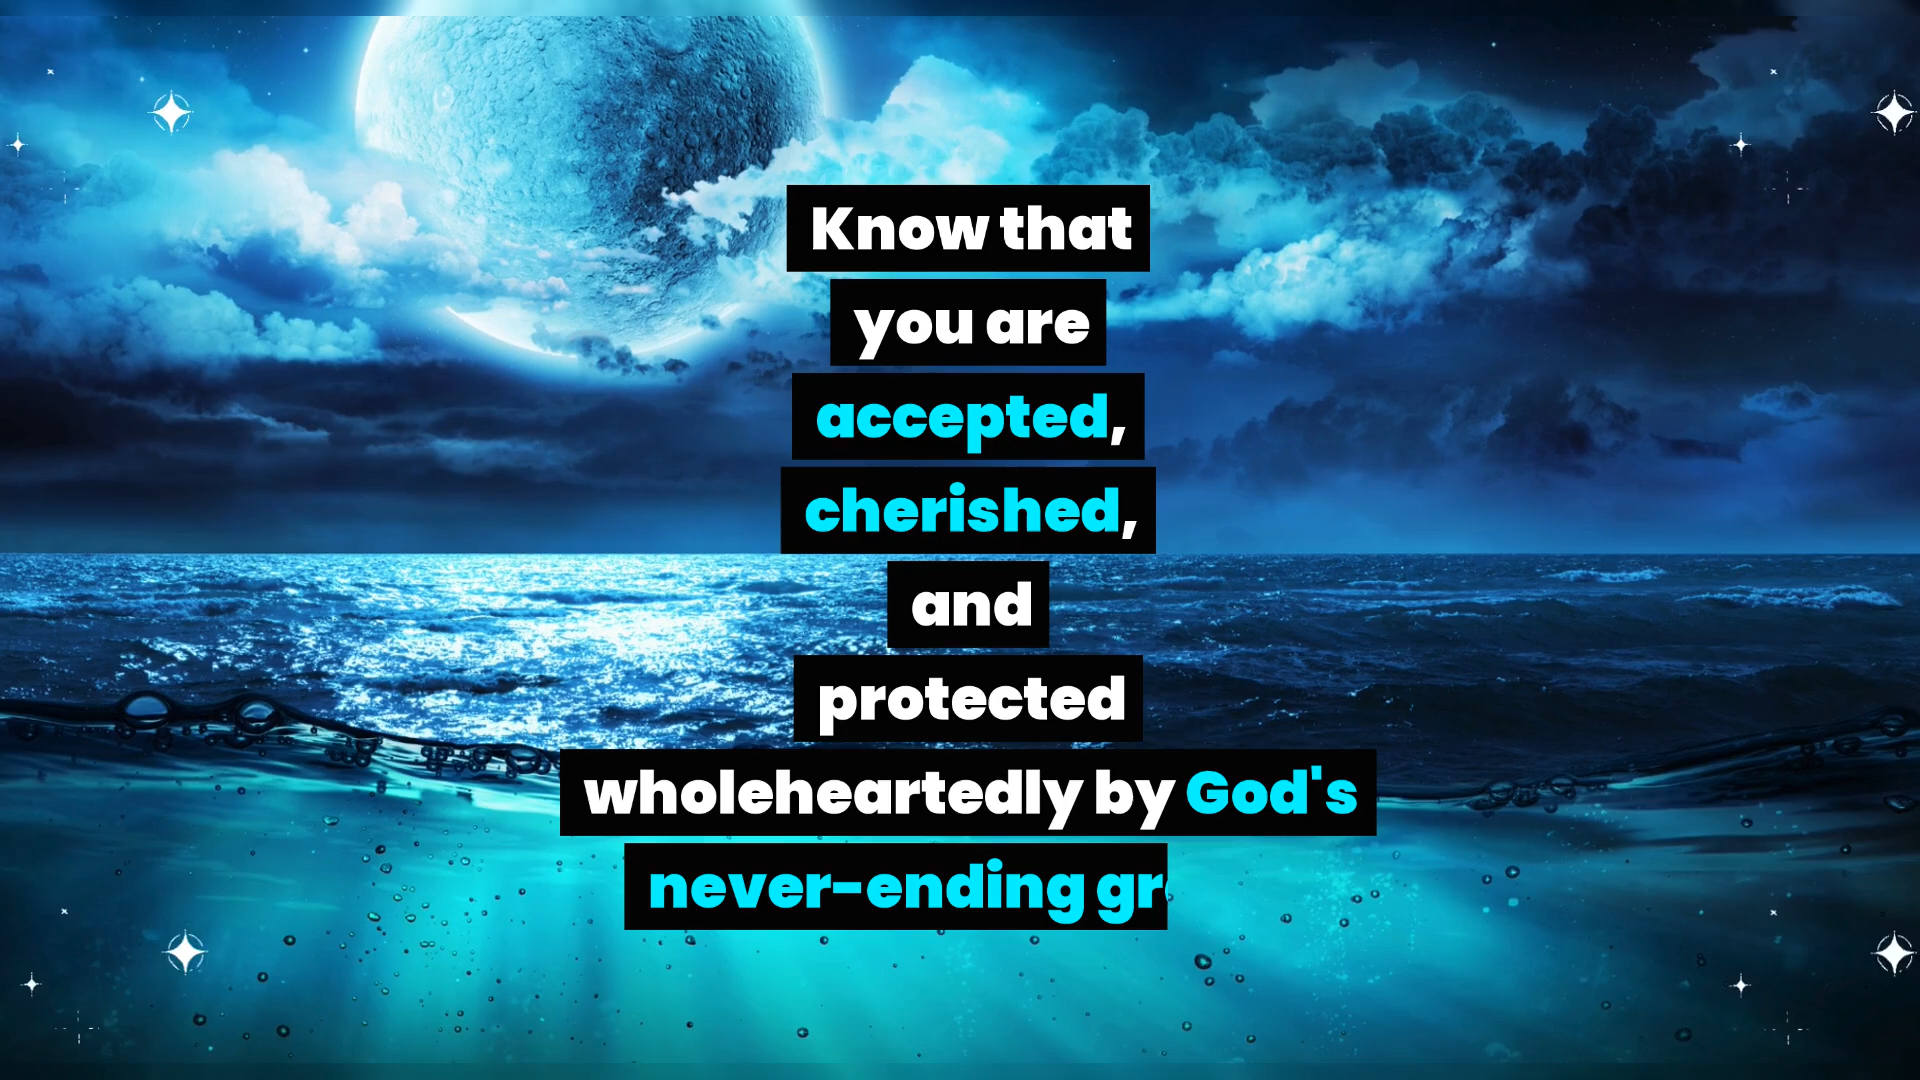 Know that
you are
accepted,
cherished,
and
protected
wholeheartedly by God's
never-ending